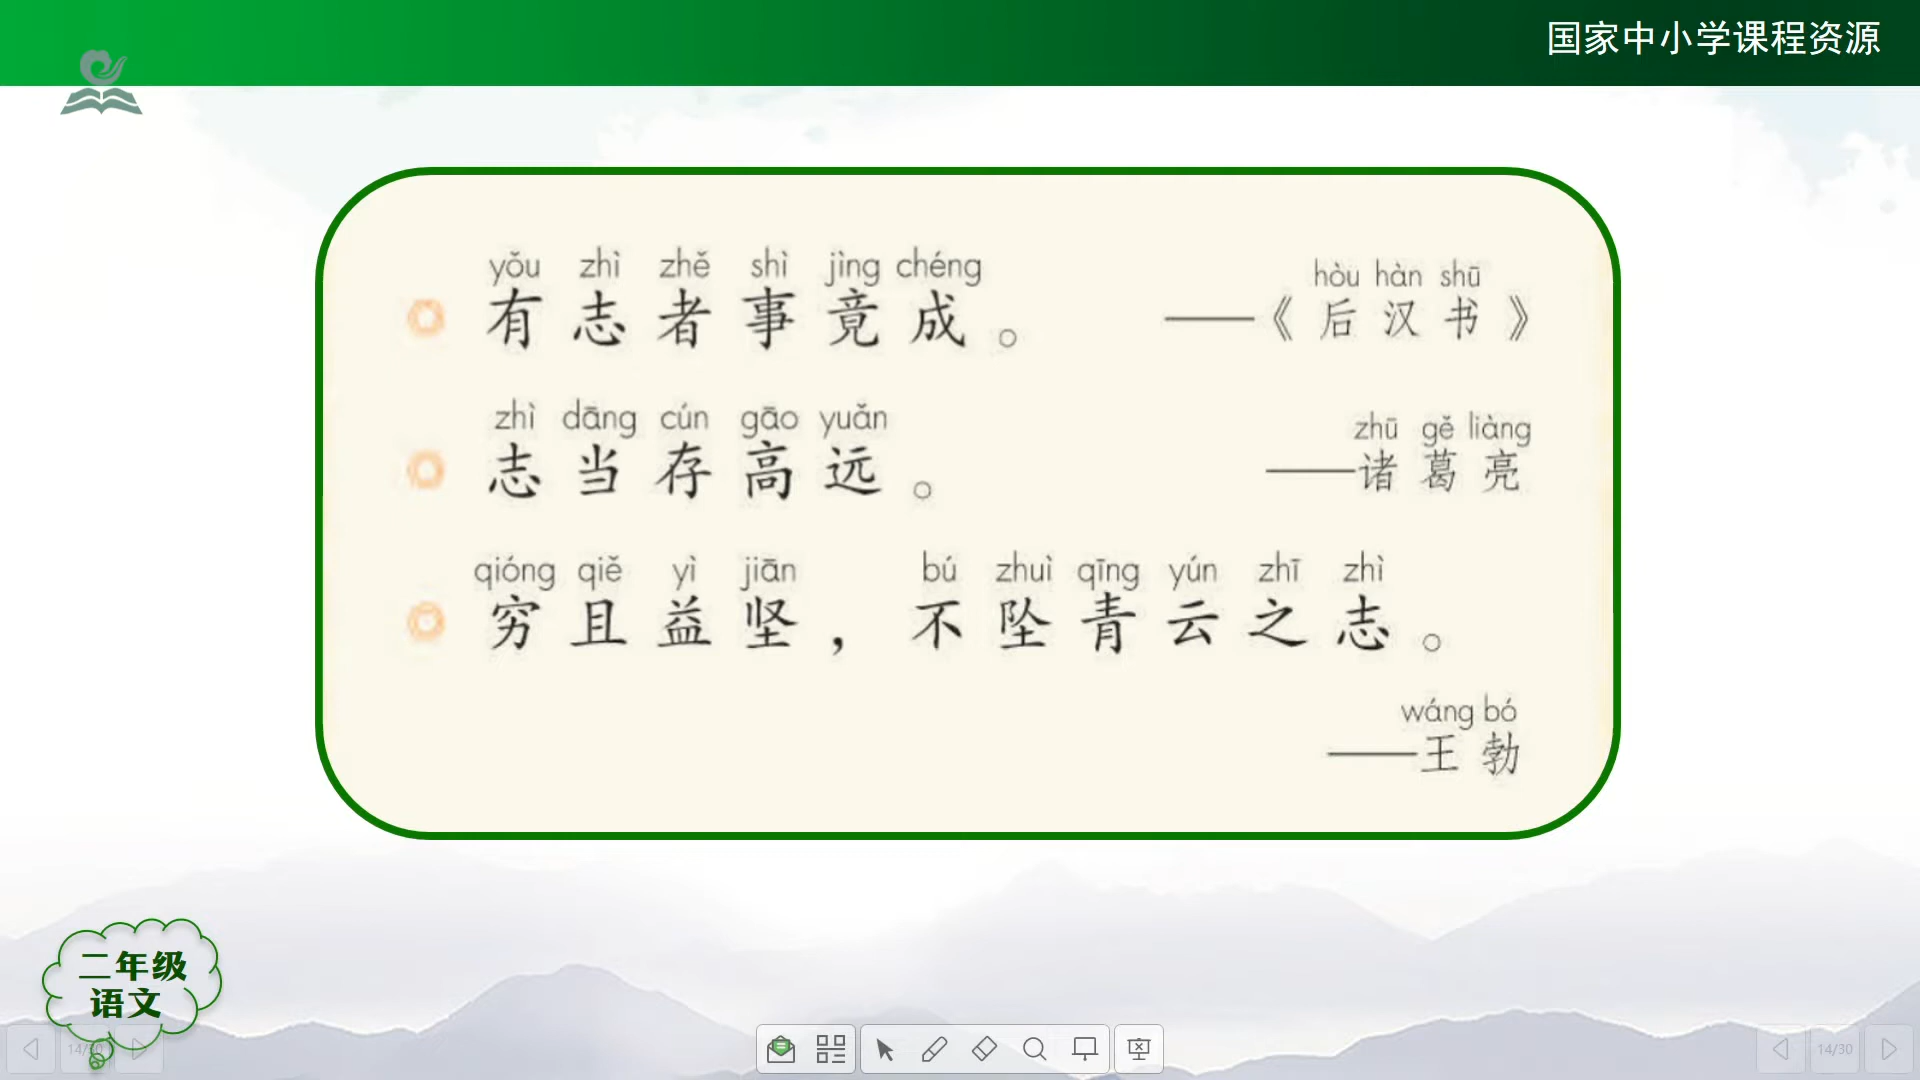 国家中小学课程资源
yǒu zhì zhě shì jìng chéng
有志者事竟成。
hòu hàn shū
——《后汉书》
zhì dāng cún gāo yuǎn
志当存高远。
zhū gě liàng
——诸葛亮
qióng qiě yì jiān bú zhuì qīng yún zhī zhì
穷且益坚，不坠青云之志。
wáng bó
——王勃
二年级
语文
14/30
14/30